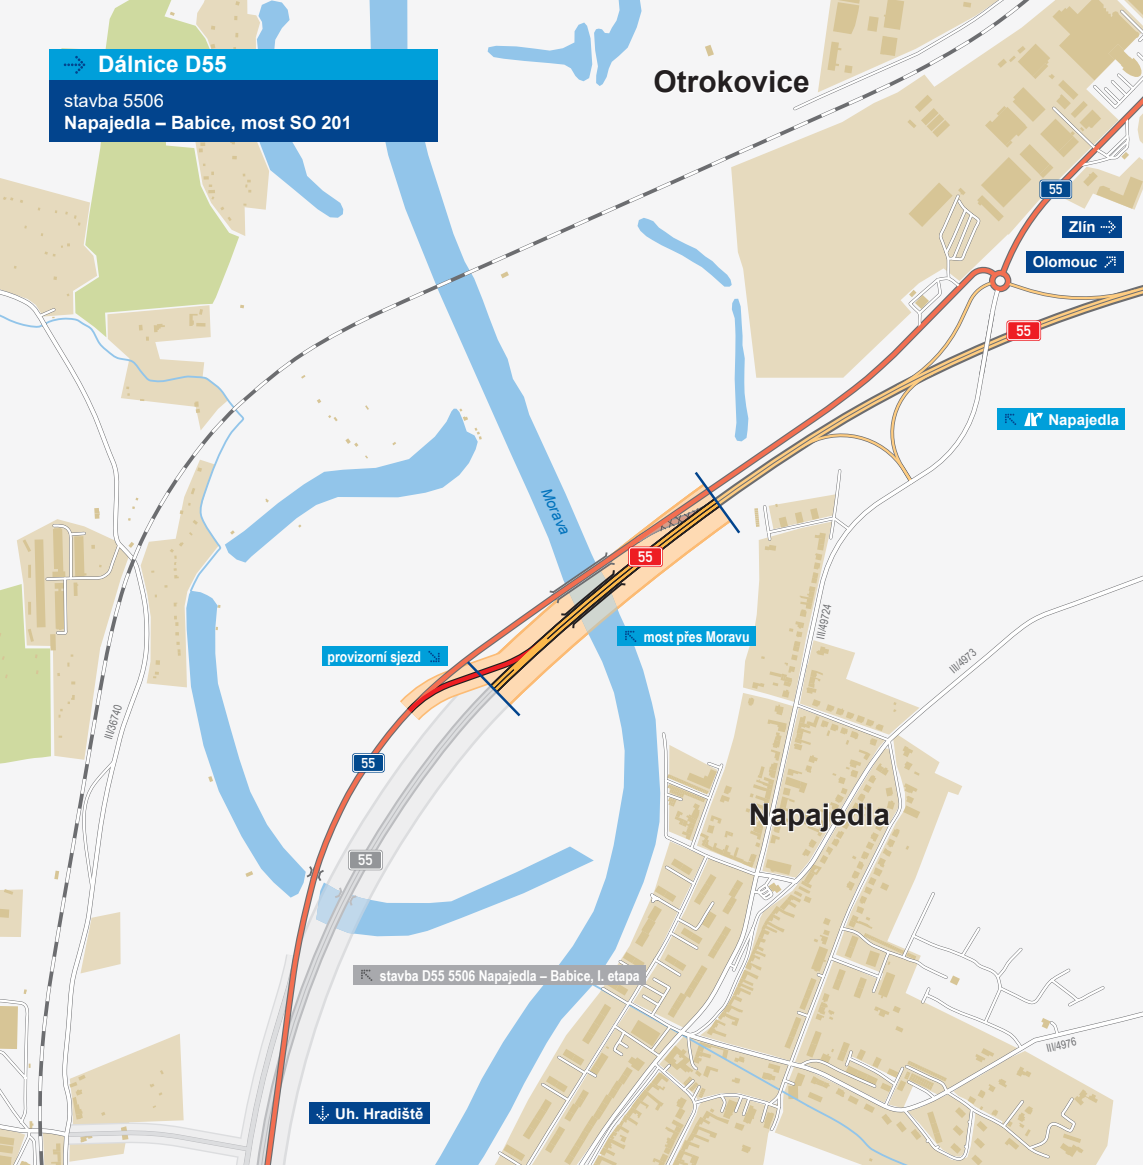 Dálnice D55
stavba 5506
Napajedla – Babice, most SO 201
Otrokovice
55
Zlín
Olomouc
55
Napajedla
Morava
55
most přes Moravu
provizorní sjezd
III/49724
III/4973
III/36740
55
Napajedla
55
stavba D55 5506 Napajedla – Babice, I. etapa
III/4976
Uh. Hradiště